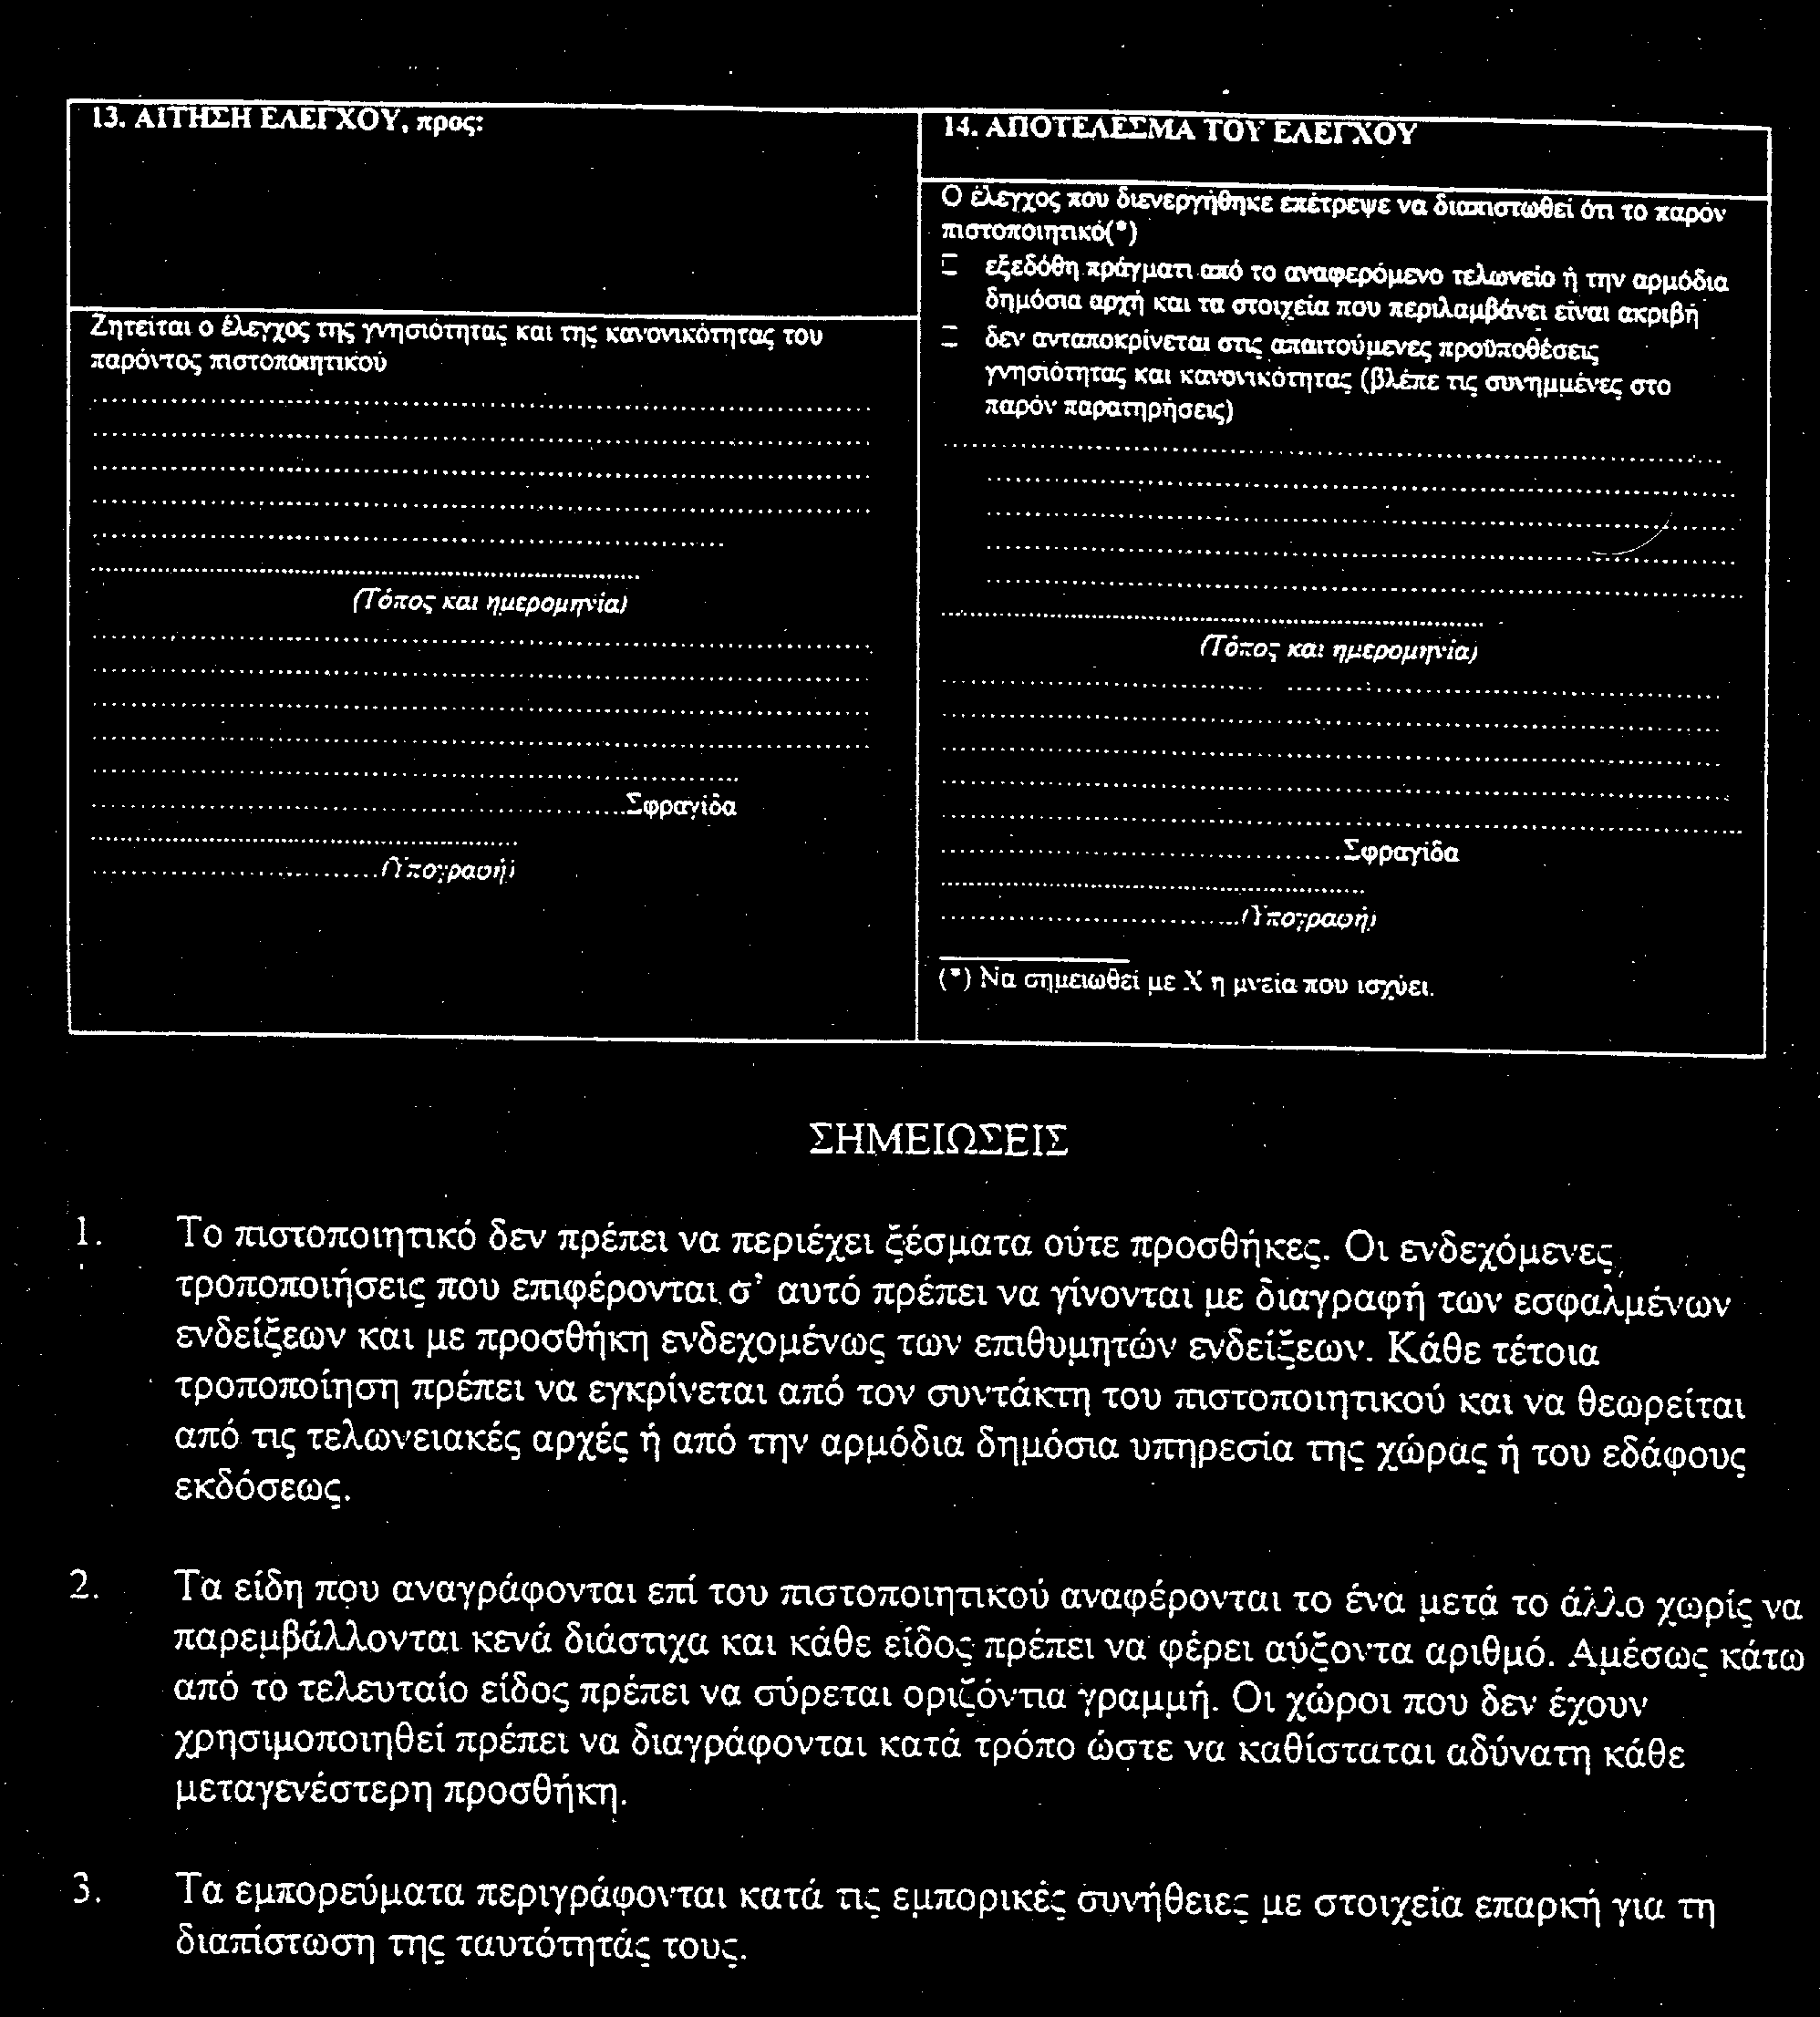 13. ΑΙΤΗΣΗ ΕΛΕΓΧΟΥ, προς:
Ζητείται ο έλεγχος της γνησιότητας και της κανονικότητας του
παρόντος πιστοποιητικού
(Τόπος και ημερομηνία)
Σφραγίδα
(Υπογραφή)
14. ΑΠΟΤΕΛΕΣΜΑ ΤΟΥ ΕΛΕΓΧΟΥ
Ο έλεγχος που διενεργήθηκε επέτρεψε να διαπιστωθεί ότι το παρόν
πιστοποιητικό(*)
εξεδόθη πράγματι από το αναφερόμενο τελωνείο ή την αρμόδια
δημόσια αρχή και τα στοιχεία που περιλαμβάνει είναι ακριβή
δεν ανταποκρίνεται στις απαιτούμενες προϋποθέσεις
γνησιότητας και κανονικότητας (βλέπε τις συνημμένες στο
παρόν παρατηρήσεις)
(Τόπος και ημερομηνία)
Σφραγίδα
(Υπογραφή)
(*) Να σημειωθεί με Χ η μνεία που ισχύει.
ΣΗΜΕΙΩΣΕΙΣ
1. Το πιστοποιητικό δεν πρέπει να περιέχει ξέσματα ούτε προσθήκες. Οι ενδεχόμενες
τροποποιήσεις που επιφέρονται σ' αυτό πρέπει να γίνονται με διαγραφή των εσφαλμένων
ενδείξεων και με προσθήκη ενδεχομένως των επιθυμητών ενδείξεων. Κάθε τέτοια
τροποποίηση πρέπει να εγκρίνεται από τον συντάκτη του πιστοποιητικού και να θεωρείται
από τις τελωνειακές αρχές ή από την αρμόδια δημόσια υπηρεσία της χώρας ή του εδάφους
εκδόσεως.
2. Τα είδη που αναγράφονται επί του πιστοποιητικού αναφέρονται το ένα μετά το άλλο χωρίς να
παρεμβάλλονται κενά διάστιχα και κάθε είδος πρέπει να φέρει αύξοντα αριθμό. Αμέσως κάτω
από το τελευταίο είδος πρέπει να σύρεται οριζόντια γραμμή. Οι χώροι που δεν έχουν
χρησιμοποιηθεί πρέπει να διαγράφονται κατά τρόπο ώστε να καθίσταται αδύνατη κάθε
μεταγενέστερη προσθήκη.
3. Τα εμπορεύματα περιγράφονται κατά τις εμπορικές συνήθειες με στοιχεία επαρκή για τη
διαπίστωση της ταυτότητάς τους.